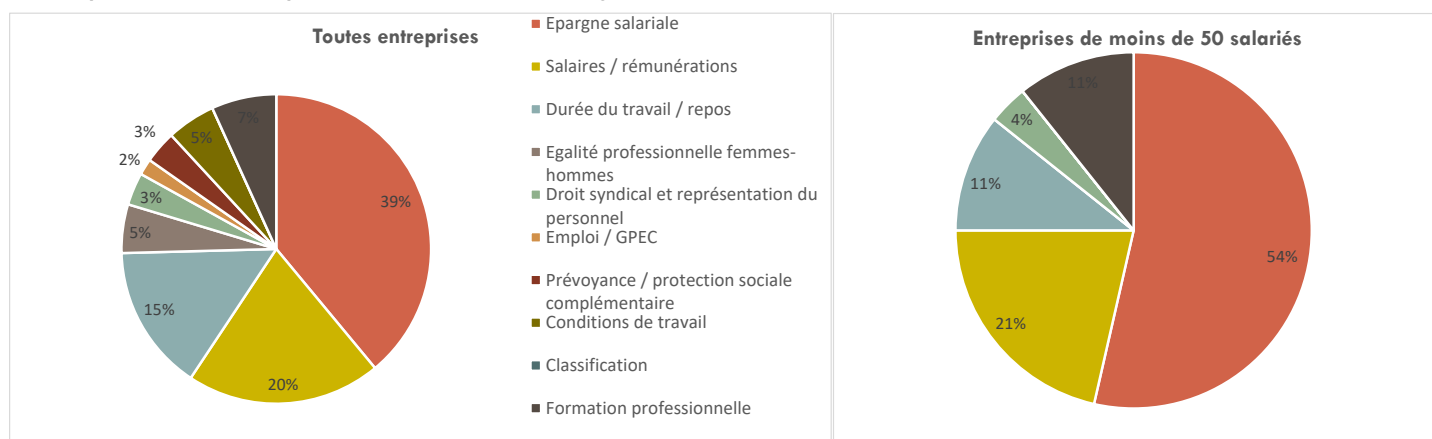 Toutes entreprises
39%
20%
15%
5%
3%
2%
3%
5%
7%
Epargne salariale
Salaires / rémunérations
Durée du travail / repos
Egalité professionnelle femmes-
hommes
Droit syndical et représentation du
personnel
Emploi / GPEC
Prévoyance / protection sociale
complémentaire
Conditions de travail
Classification
Formation professionnelle
Entreprises de moins de 50 salariés
54%
21%
11%
4%
11%